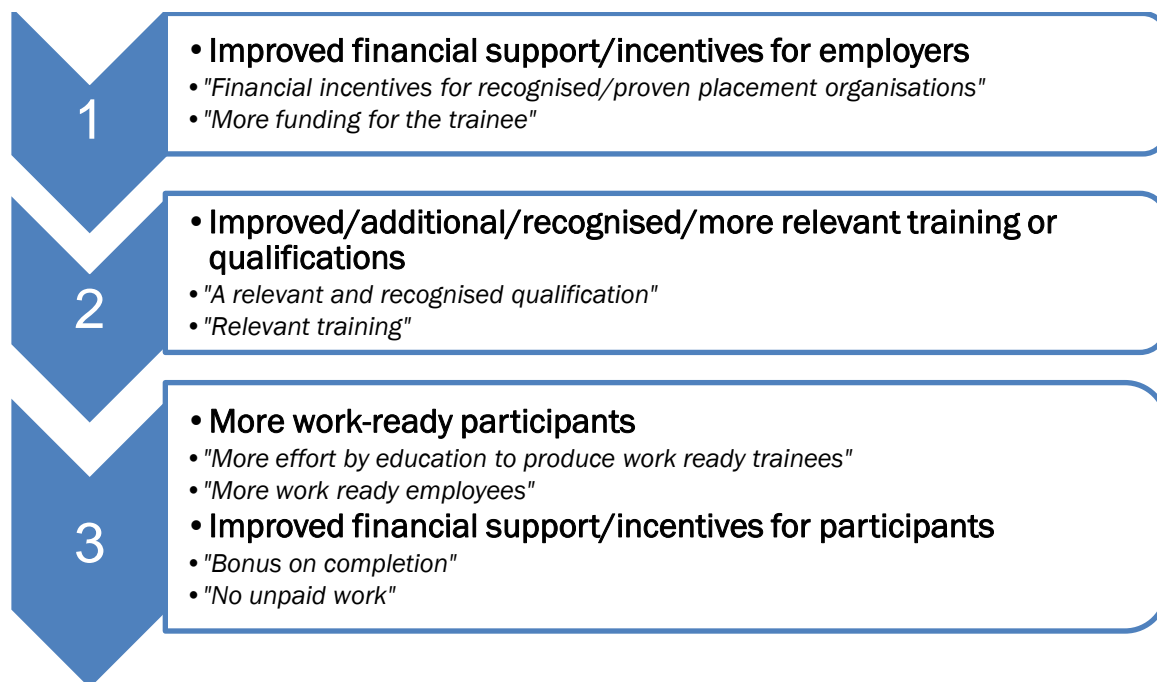 1
• Improved financial support/incentives for employers
• "Financial incentives for recognised/proven placement organisations"
• "More funding for the trainee"
2
• Improved/additional/recognised/more relevant training or
qualifications
• "A relevant and recognised qualification"
• "Relevant training"
3
• More work-ready participants
• "More effort by education to produce work ready trainees"
• "More work ready employees"
• Improved financial support/incentives for participants
• "Bonus on completion"
• "No unpaid work"